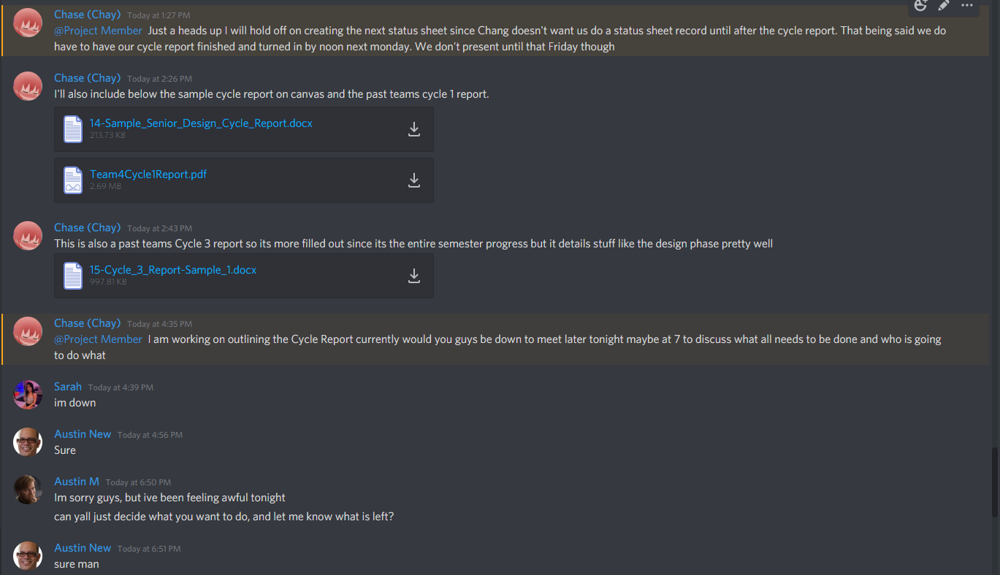 Chase (Chay) Today at 1:27 PM
@Project Member Just a heads up I will hold off on creating the next status sheet since Chang doesn't want us do a status sheet record until after the cycle report. That being said we do
have to have our cycle report finished and turned in by noon next monday. We don't present until that Friday though
Chase (Chay) Today at 2:26 PM
I'll also include below the sample cycle report on canvas and the past teams cycle 1 report.
14-Sample_Senior_Design_Cycle_Report.docx
213.73 KB
Team4Cycle1Report.pdf
2.69 MB
Chase (Chay) Today at 2:43 PM
This is also a past teams Cycle 3 report so its more filled out since its the entire semester progress but it details stuff like the design phase pretty well
15-Cycle_3_Report-Sample_1.docx
997.81 KB
Chase (Chay) Today at 4:35 PM
@Project Member I am working on outlining the Cycle Report currently would you guys be down to meet later tonight maybe at 7 to discuss what all needs to be done and who is going
to do what
Sarah Today at 4:39 PM
im down
Austin New Today at 4:56 PM
Sure
Austin M Today at 6:50 PM
Im sorry guys, but ive been feeling awful tonight
can yall just decide what you want to do, and let me know what is left?
Austin New Today at 6:51 PM
sure man